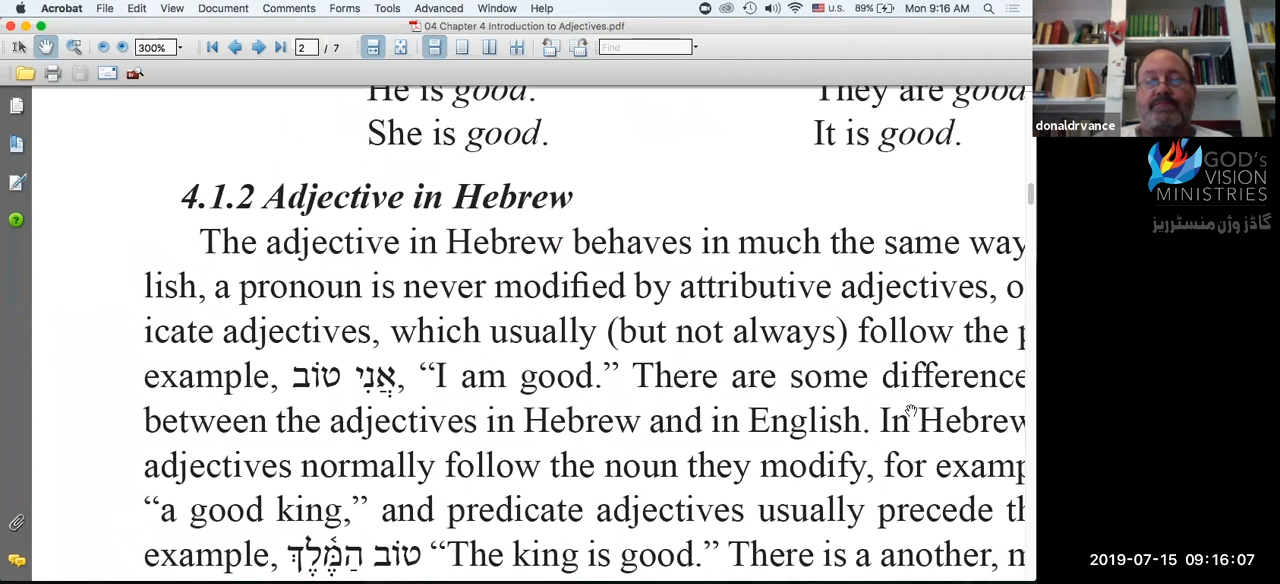 Acrobat File Edit View Document Comments Forms Tools Advanced Window Help U.S. 89% Mon 9:16 AM
04 Chapter 4 Introduction to Adjectives.pdf
300% 2 / 7 Find
He is good. They are good
She is good. It is good.
4.1.2 Adjective in Hebrew
The adjective in Hebrew behaves in much the same way
lish, a pronoun is never modified by attributive adjectives, o
icate adjectives, which usually (but not always) follow the p
example, אֲנִי טוֹב, “I am good.” There are some difference
between the adjectives in Hebrew and in English. In Hebrew
adjectives normally follow the noun they modify, for examp
“a good king,” and predicate adjectives usually precede th
example, טוֹב הַמֶּ֫לֶךְ “The king is good.” There is a another, m
donaldrvance
GOD's
VISION
MINISTRIES
گاڈز وژن منسٹریز
2019-07-15 09:16:07